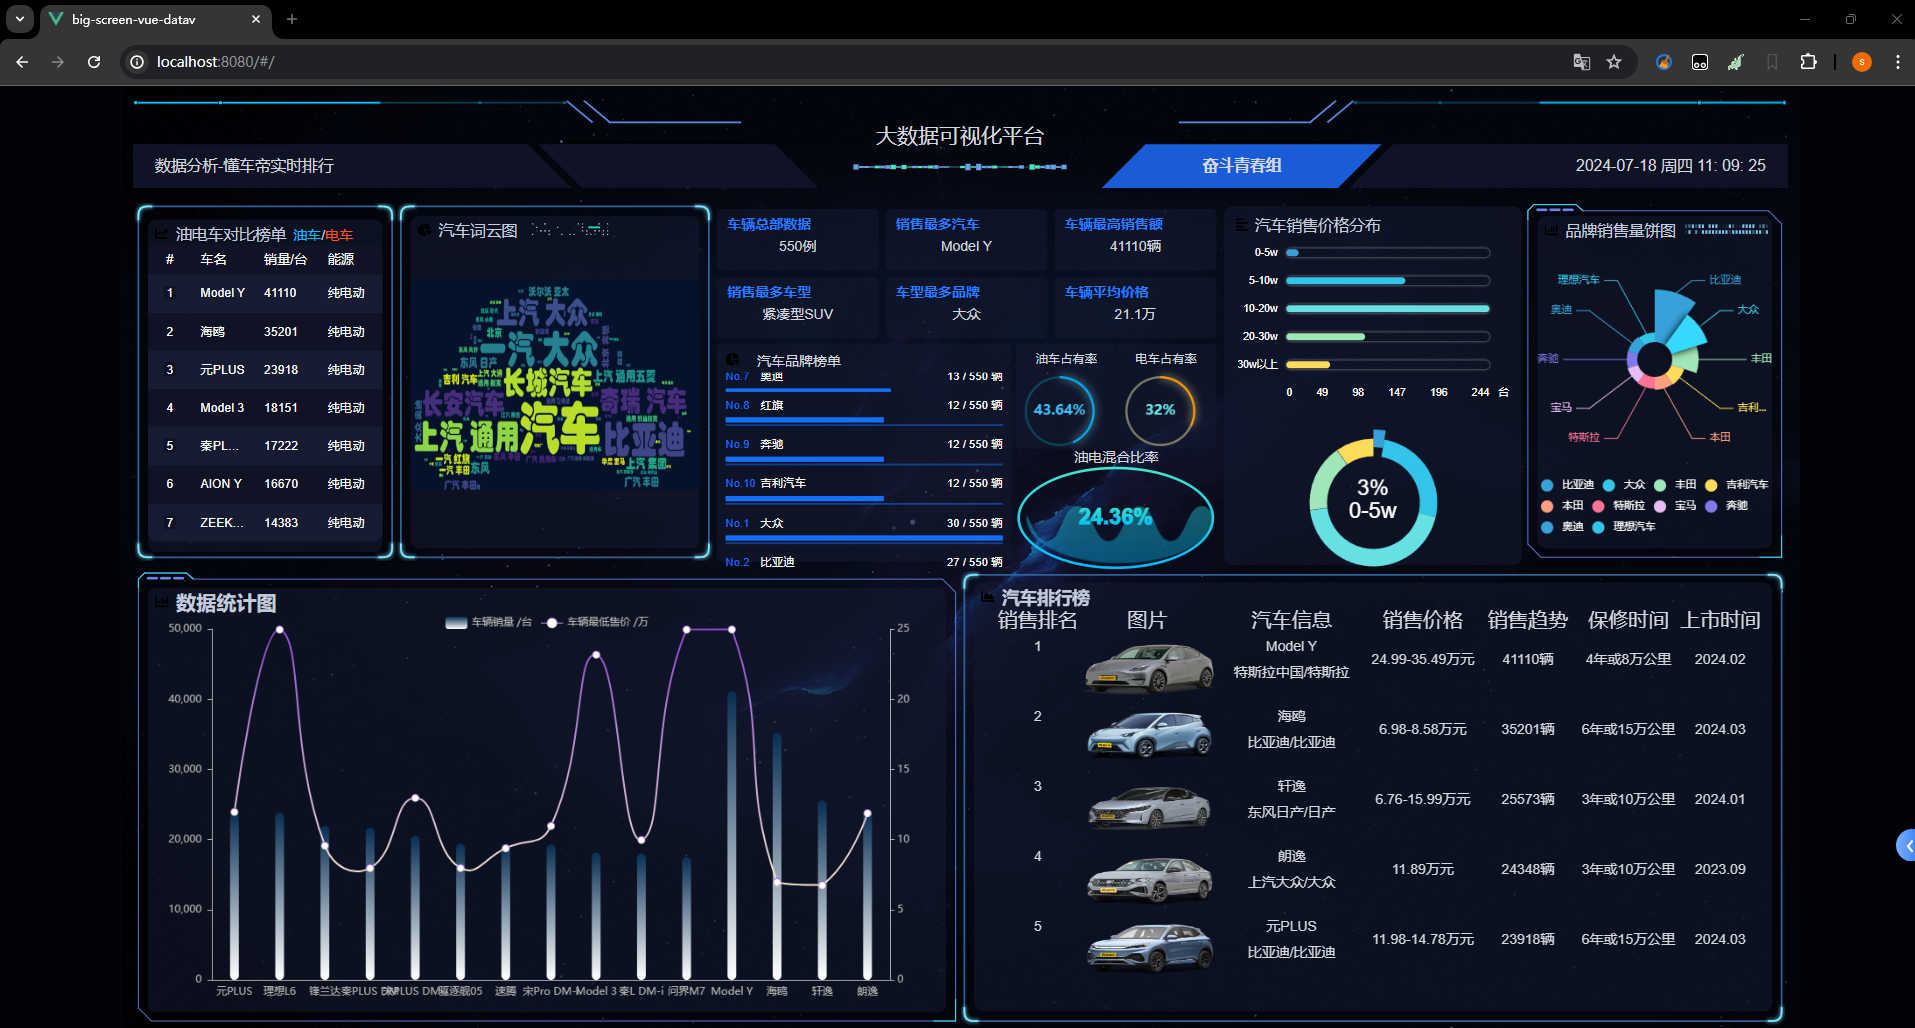 big-screen-vue-datav
localhost:8080/#/
大数据可视化平台
数据分析-懂车帝实时排行
奋斗青春组
2024-07-18 周四 11: 09: 25
油电车对比榜单 油车/电车
# 车名 销量/台 能源
1 Model Y 41110 纯电动
2 海鸥 35201 纯电动
3 元PLUS 23918 纯电动
4 Model 3 18151 纯电动
5 秦PL... 17222 纯电动
6 AION Y 16670 纯电动
7 ZEEK... 14383 纯电动
汽车词云图
沃尔沃 亚太
上汽 大众
北京
一汽 大众
东风 日产
吉利 汽车
长城 汽车
上汽 通用五菱
长安 汽车
奇瑞 汽车
汽车
上汽 通用
比亚迪
一汽 红旗
一汽 丰田
东风
华晨 宝马
上汽 集团
广汽 丰田
车辆总部数据
550例
销售最多汽车
Model Y
车辆最高销售额
41110辆
销售最多车型
紧凑型SUV
车型最多品牌
大众
车辆平均价格
21.1万
汽车品牌榜单
No.7 奥迪 13 / 550 辆
No.8 红旗 12 / 550 辆
No.9 奔驰 12 / 550 辆
No.10 吉利汽车 12 / 550 辆
No.1 大众 30 / 550 辆
No.2 比亚迪 27 / 550 辆
油车占有率 电车占有率
43.64% 32%
油电混合比率
24.36%
汽车销售价格分布
0-5w
5-10w
10-20w
20-30w
30w以上
0 49 98 147 196 244 台
3%
0-5w
品牌销售量饼图
理想汽车 比亚迪
奥迪 大众
奔驰 丰田
宝马 吉利...
特斯拉 本田
比亚迪 大众 丰田 吉利汽车
本田 特斯拉 宝马 奔驰
奥迪 理想汽车
数据统计图
车辆销量 /台 车辆最低售价 /万
50,000 25
40,000 20
30,000 15
20,000 10
10,000 5
0 0
元PLUS 理想L6 锋兰达 秦PLUS DM-i 宋PLUS DM-i 驱逐舰05 速腾 宋Pro DM-i Model 3 秦L DM-i 问界M7 Model Y 海鸥 轩逸 朗逸
汽车排行榜
销售排名 图片 汽车信息 销售价格 销售趋势 保修时间 上市时间
1 Model Y
特斯拉中国/特斯拉 24.99-35.49万元 41110辆 4年或8万公里 2024.02
2 海鸥
比亚迪/比亚迪 6.98-8.58万元 35201辆 6年或15万公里 2024.03
3 轩逸
东风日产/日产 6.76-15.99万元 25573辆 3年或10万公里 2024.01
4 朗逸
上汽大众/大众 11.89万元 24348辆 3年或10万公里 2023.09
5 元PLUS
比亚迪/比亚迪 11.98-14.78万元 23918辆 6年或15万公里 2024.03